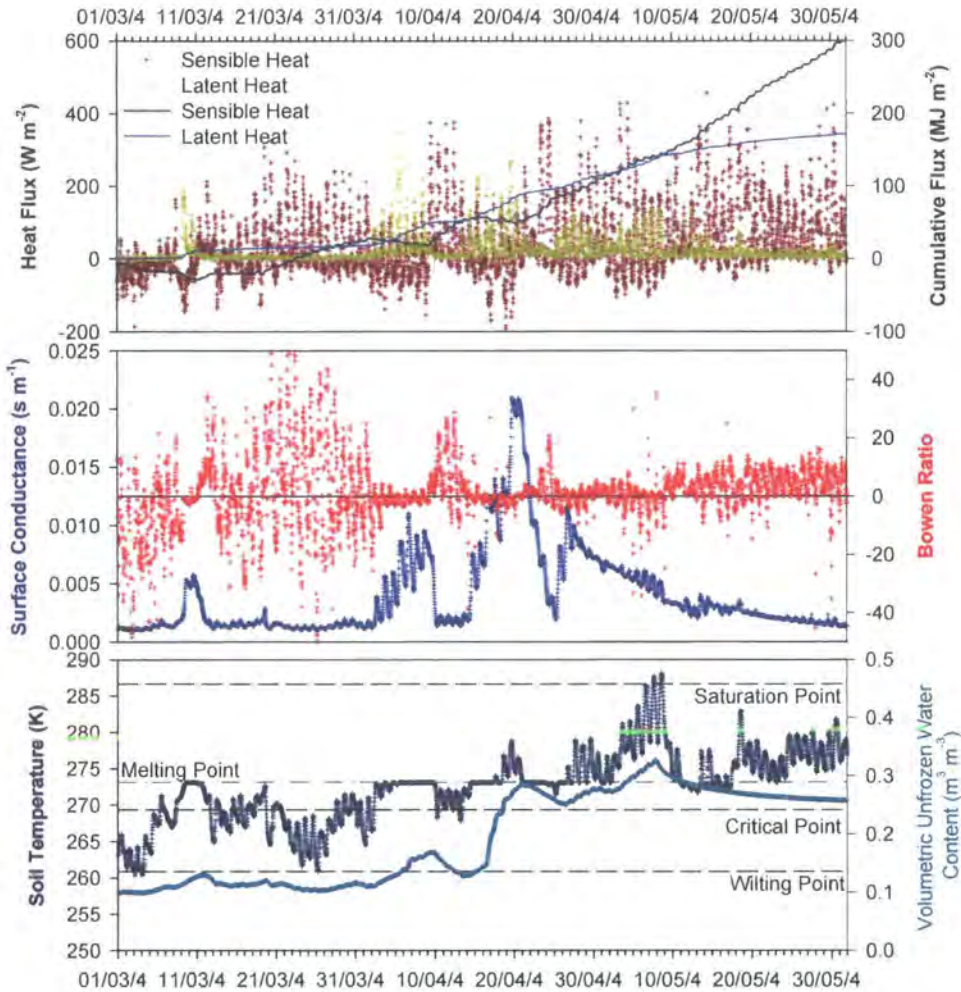 01/03/4 11/03/4 21/03/4 31/03/4 10/04/4 20/04/4 30/04/4 10/05/4 20/05/4 30/05/4
600
400
200
0
-200
Heat Flux (W m⁻²)
Sensible Heat
Latent Heat
Sensible Heat
Latent Heat
300
200
100
0
-100
Cumulative Flux (MJ m⁻²)
0.025
0.020
0.015
0.010
0.005
0.000
Surface Conductance (s m⁻¹)
40
20
0
-20
-40
Bowen Ratio
290
285
280
275
270
265
260
255
250
Soil Temperature (K)
Saturation Point
Melting Point
Critical Point
Wilting Point
0.5
0.4
0.3
0.2
0.1
0.0
Volumetric Unfrozen Water
Content (m³ m⁻³)
01/03/4 11/03/4 21/03/4 31/03/4 10/04/4 20/04/4 30/04/4 10/05/4 20/05/4 30/05/4